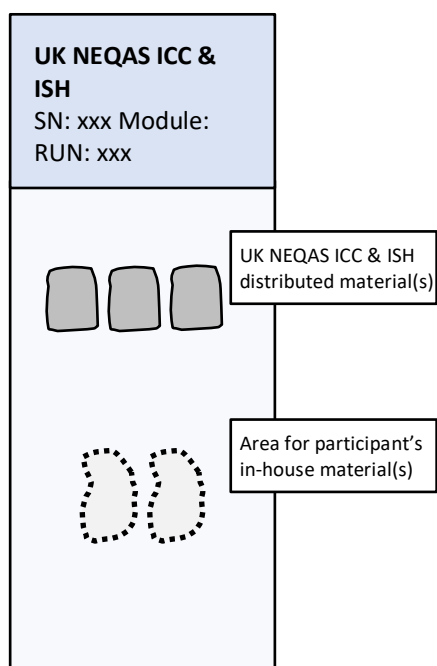 UK NEQAS ICC &
ISH
SN: xxx Module:
RUN: xxx
UK NEQAS ICC & ISH
distributed material(s)
Area for participant's
in-house material(s)